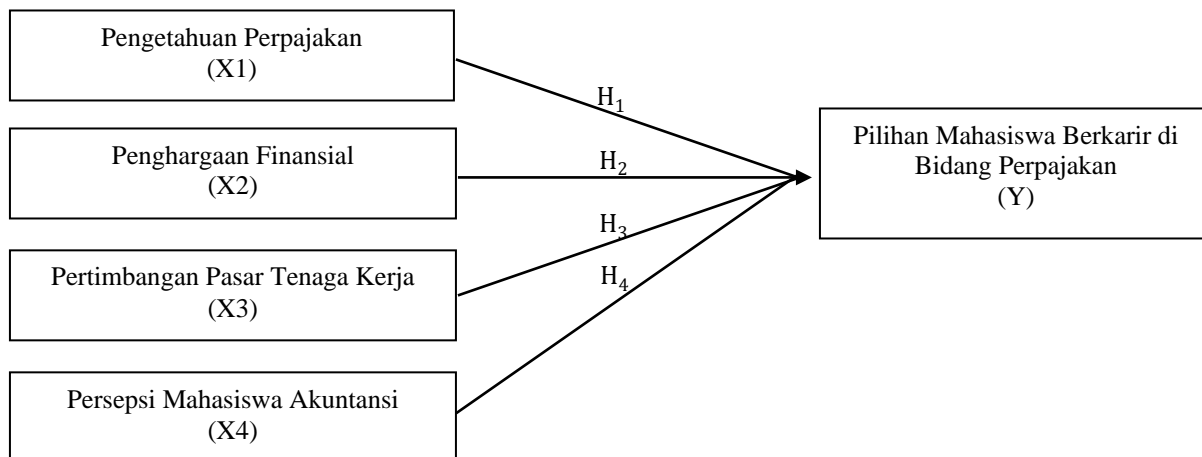 Pengetahuan Perpajakan
(X1)
H₁
Penghargaan Finansial
(X2)
H₂
Pertimbangan Pasar Tenaga Kerja
(X3)
H₃
Persepsi Mahasiswa Akuntansi
(X4)
H₄
Pilihan Mahasiswa Berkarir di
Bidang Perpajakan
(Y)